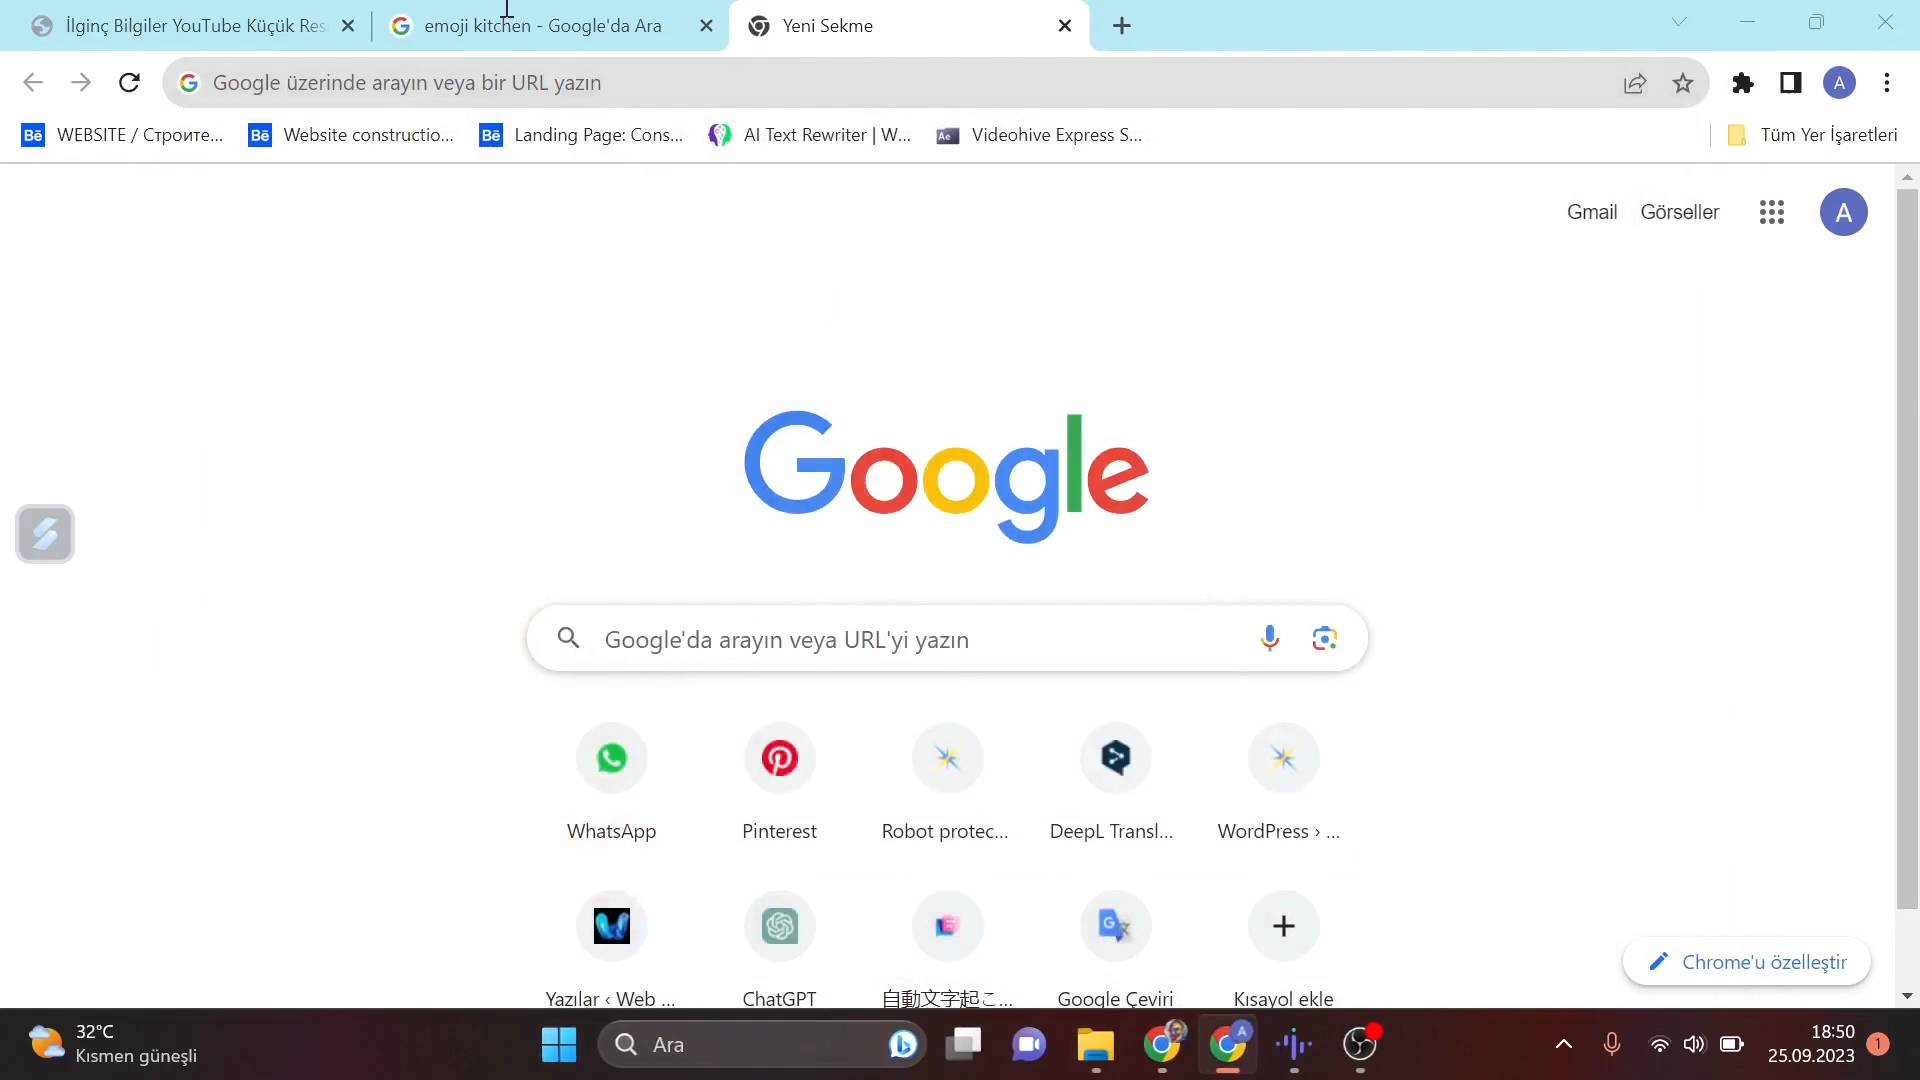 İlginç Bilgiler YouTube Küçük Res
emoji kitchen - Google'da Ara
Yeni Sekme
Google üzerinde arayın veya bir URL yazın
A
Bē WEBSITE / Строите...
Bē Website constructio...
Bē Landing Page: Cons...
AI Text Rewriter | W...
Ae Videohive Express S...
Tüm Yer İşaretleri
Gmail
Görseller
A
Google
Google'da arayın veya URL'yi yazın
WhatsApp
Pinterest
Robot protec...
DeepL Transl...
WordPress › ...
Yazılar ‹ Web ...
ChatGPT
自動文字起こ...
Google Çeviri
Kısayol ekle
Chrome'u özelleştir
32°C
Kısmen güneşli
Ara
A
18:50
25.09.2023
1